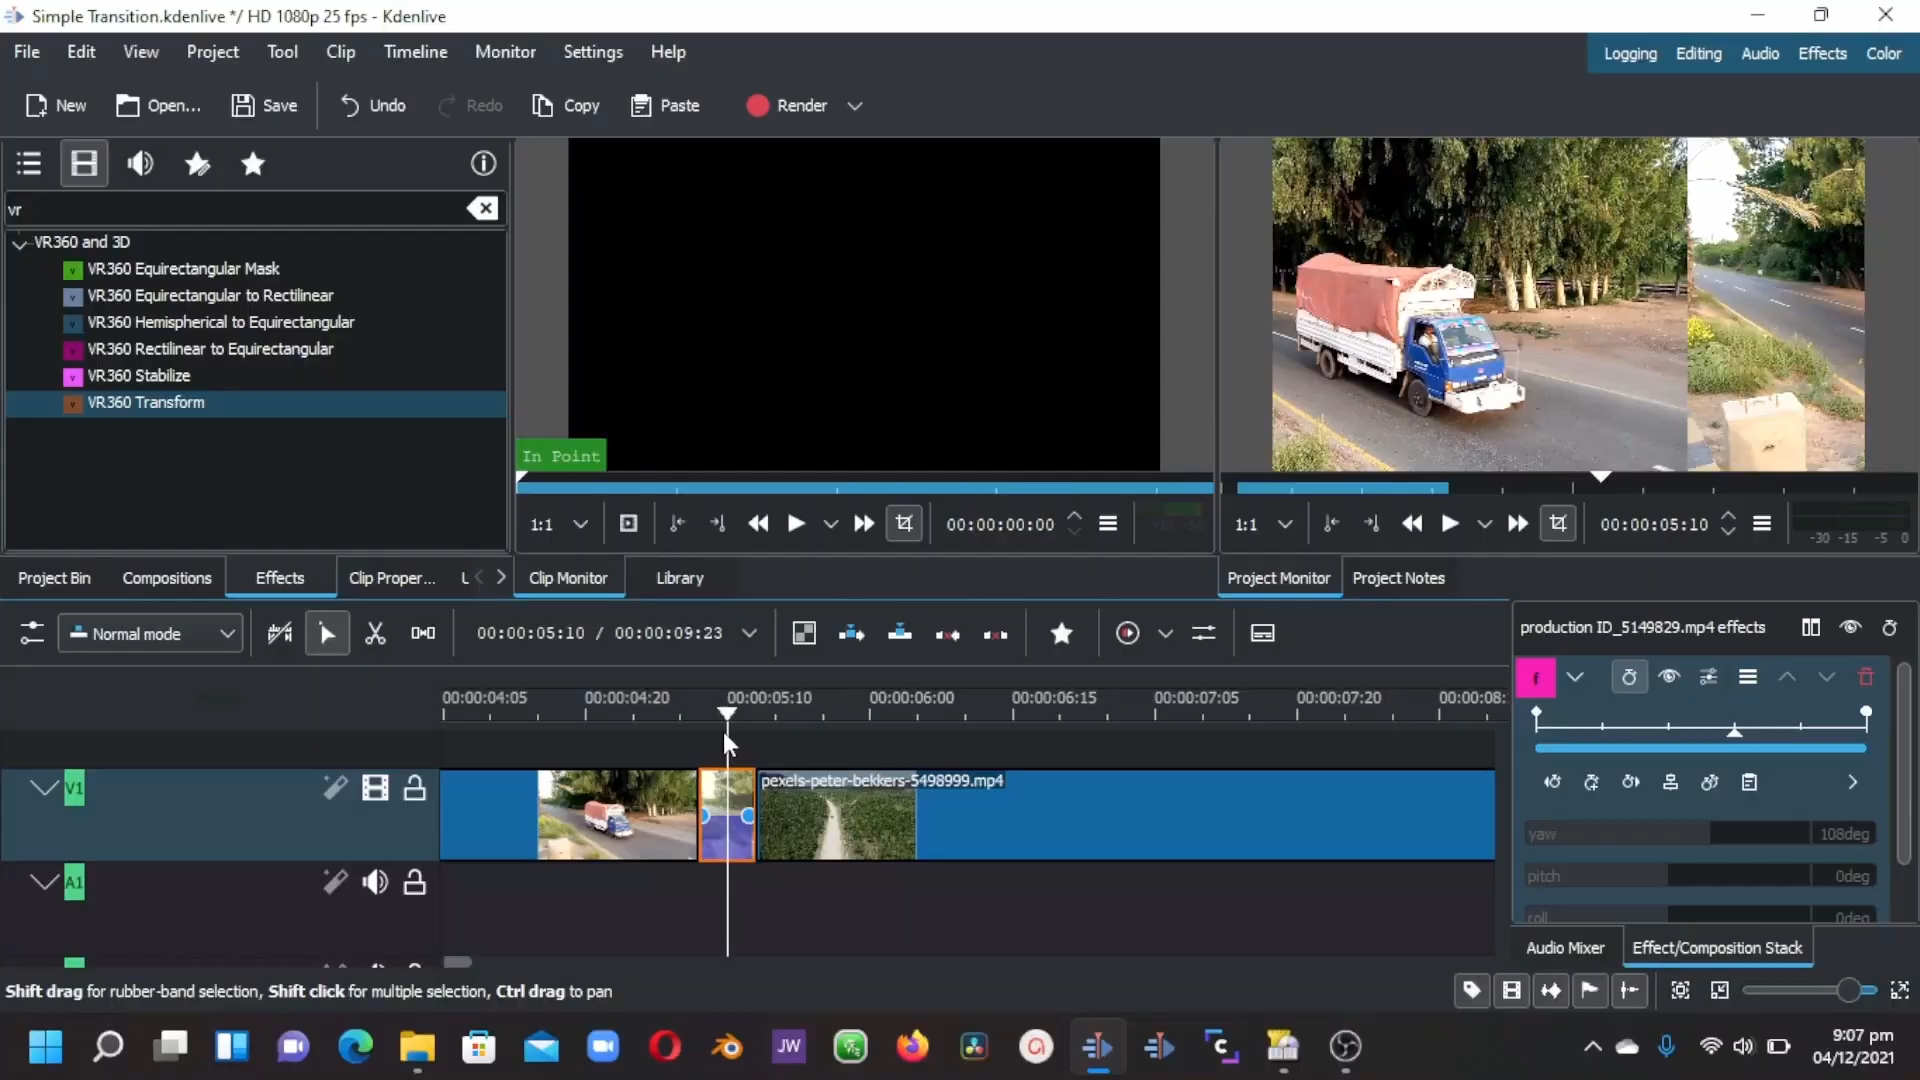 Simple Transition.kdenlive */ HD 1080p 25 fps - Kdenlive
File Edit View Project Tool Clip Timeline Monitor Settings Help
Logging Editing Audio Effects Color
New Open... Save Undo Redo Copy Paste Render
vr
VR360 and 3D
v VR360 Equirectangular Mask
v VR360 Equirectangular to Rectilinear
v VR360 Hemispherical to Equirectangular
v VR360 Rectilinear to Equirectangular
v VR360 Stabilize
v VR360 Transform
In Point
1:1 00:00:00:00
1:1 00:00:05:10
-30 -15 -5 0
Project Bin Compositions Effects Clip Proper... L
Clip Monitor Library
Project Monitor Project Notes
Normal mode 00:00:05:10 / 00:00:09:23
00:00:04:05 00:00:04:20 00:00:05:10 00:00:06:00 00:00:06:15 00:00:07:05 00:00:07:20 00:00:08:
V1
pexels-peter-bekkers-5498999.mp4
A1
production ID_5149829.mp4 effects
f
yaw 108deg
pitch 0deg
roll 0deg
Audio Mixer Effect/Composition Stack
Shift drag for rubber-band selection, Shift click for multiple selection, Ctrl drag to pan
JW
9:07 pm
04/12/2021